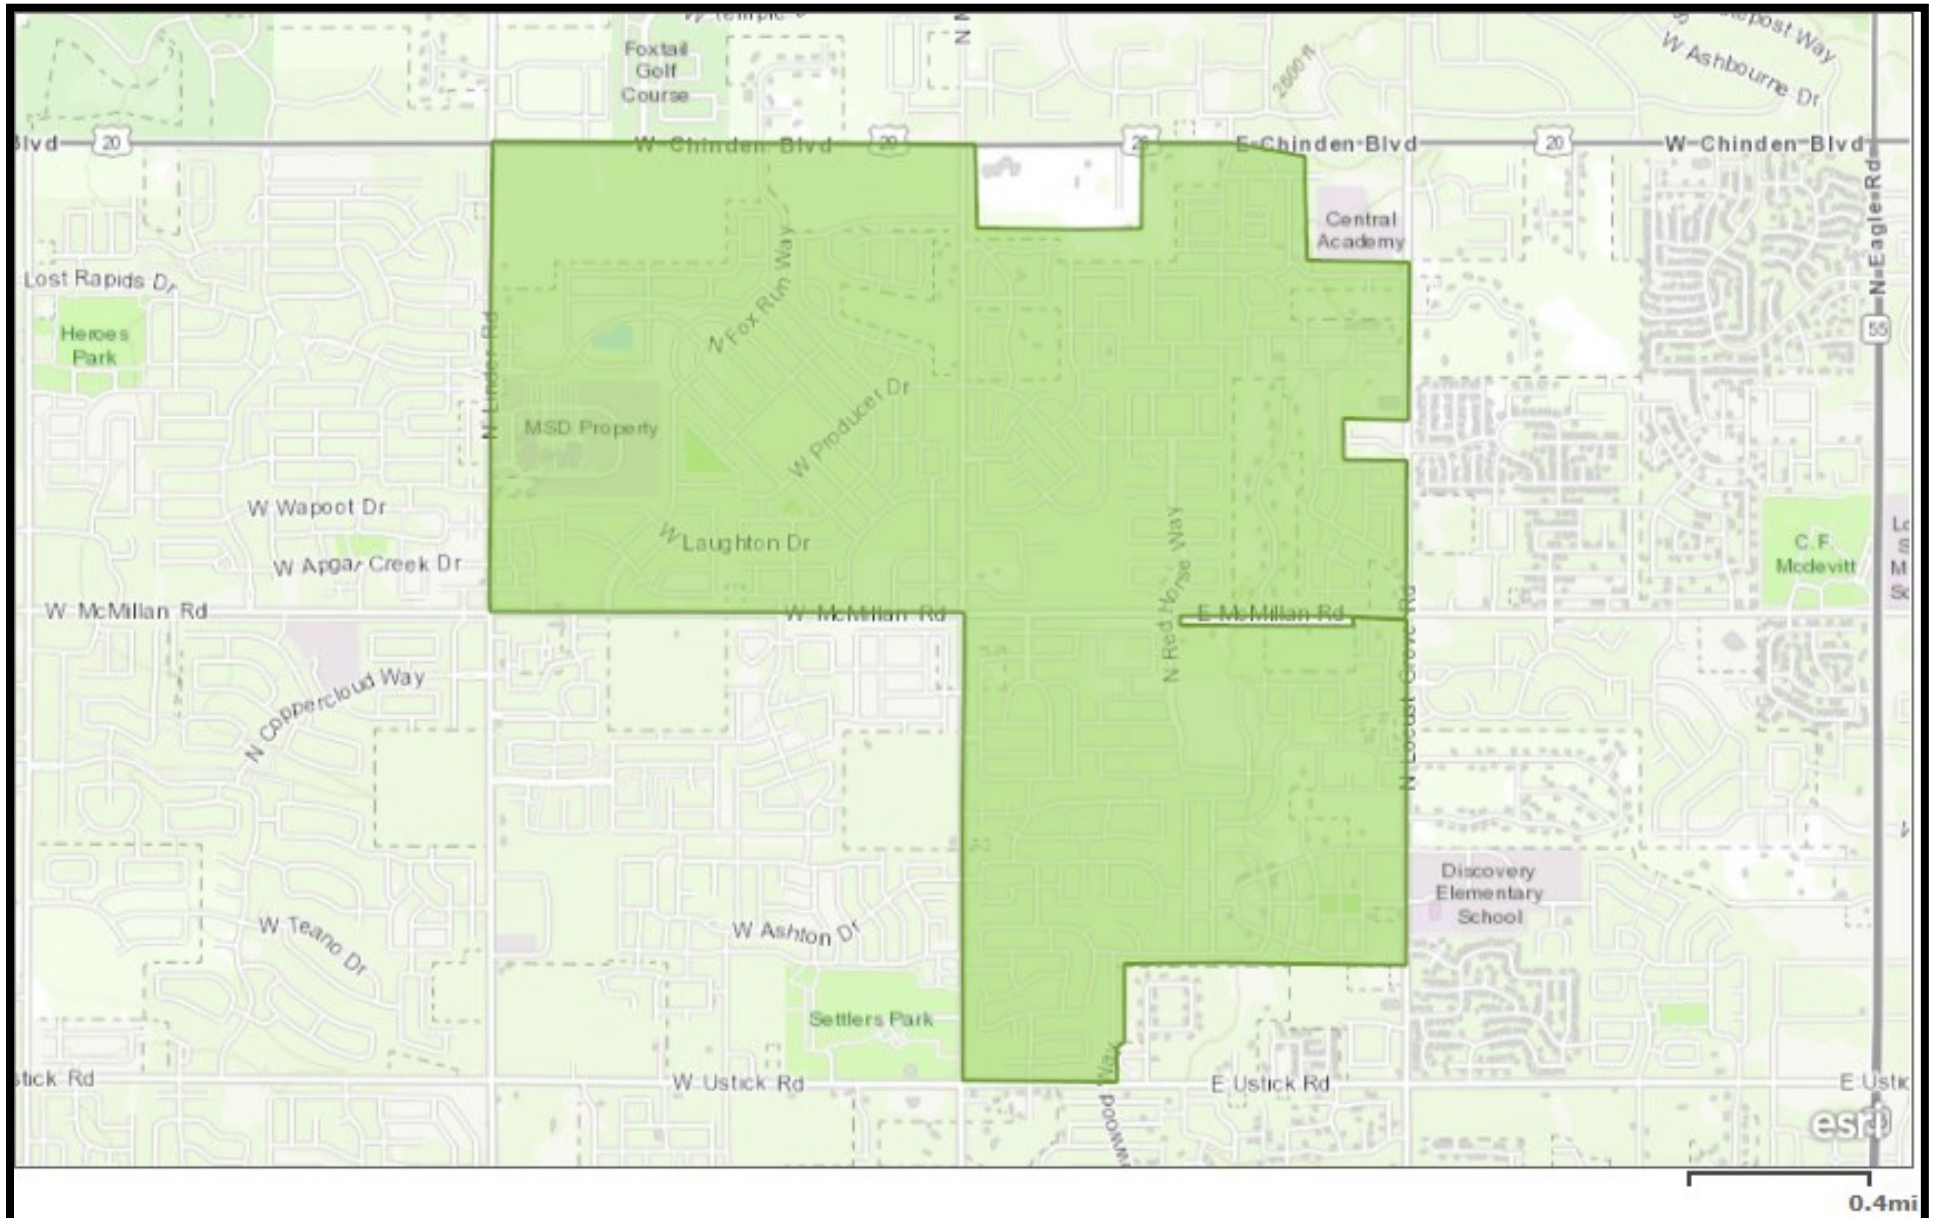 Foxtail
Golf
Course
W Ashbourne Dr
2600 ft
Blvd
20
W Chinden Blvd
20
20
E Chinden Blvd
20
W Chinden Blvd
N Eagle Rd
Central
Academy
Lost Rapids Dr
Heroes
Park
N Linder Rd
N Fox Run Way
55
W Producer Dr
MSD Property
W Wapoot Dr
W Laughton Dr
W Apgar Creek Dr
C.F.
Mcdevitt
W McMillan Rd
W McMillan Rd
N Red Horse Way
E McMillan Rd
N Locust Grove Rd
N Coppercloud Way
Discovery
Elementary
School
W Teano Dr
W Ashton Dr
Settlers Park
stick Rd
W Ustick Rd
E Ustick Rd
E Ustic
wood Way
esri
0.4mi